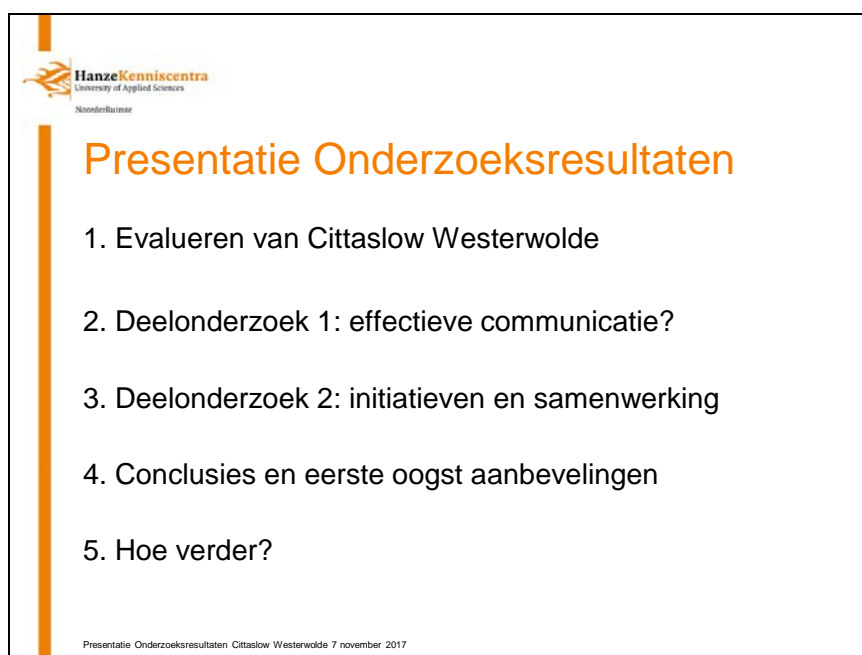 HanzeKenniscentra
University of Applied Sciences
NoorderRuimte
Presentatie Onderzoeksresultaten
1. Evalueren van Cittaslow Westerwolde
2. Deelonderzoek 1: effectieve communicatie?
3. Deelonderzoek 2: initiatieven en samenwerking
4. Conclusies en eerste oogst aanbevelingen
5. Hoe verder?
Presentatie Onderzoeksresultaten Cittaslow Westerwolde 7 november 2017